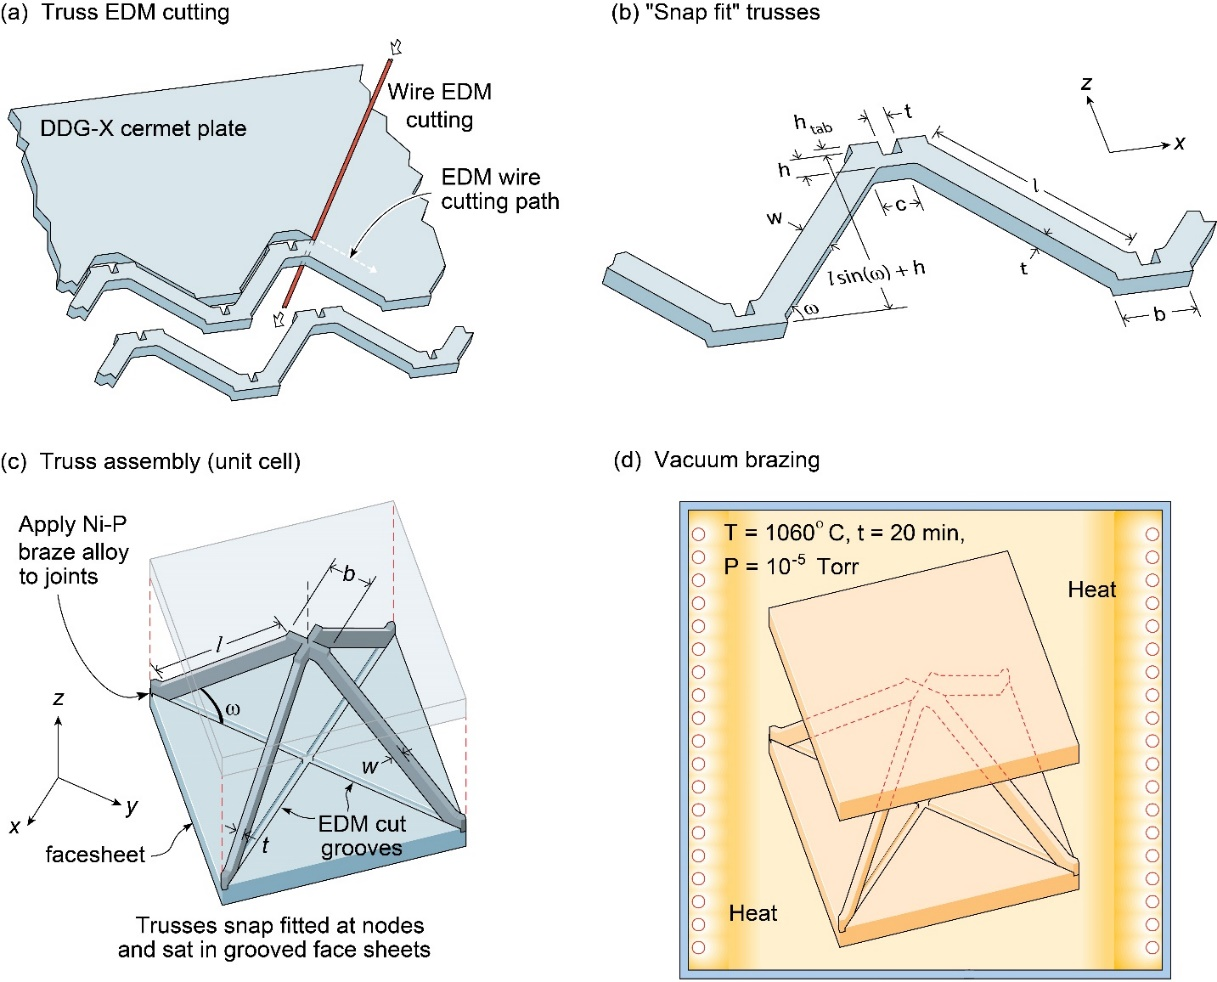 (a) Truss EDM cutting
Wire EDM
cutting
DDG-X cermet plate
EDM wire
cutting path
(b) "Snap fit" trusses
z
x
h tab
t
h
w
c
l
l sin(ω) + h
t
ω
b
(c) Truss assembly (unit cell)
Apply Ni-P
braze alloy
to joints
b
l
ω
z
w
y
x
t
EDM cut
grooves
facesheet
Trusses snap fitted at nodes
and sat in grooved face sheets
(d) Vacuum brazing
T = 1060° C, t = 20 min,
P = 10⁻⁵ Torr
Heat
Heat